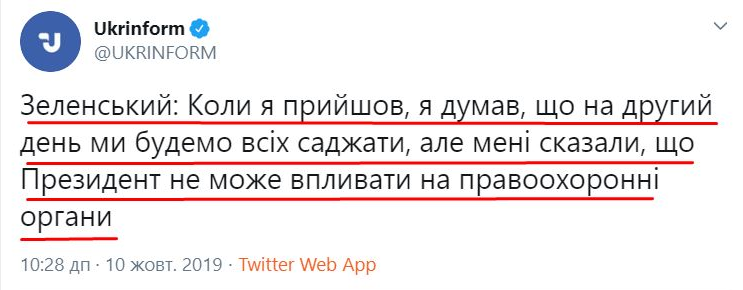 Ukrinform
@UKRINFORM
Зеленський: Коли я прийшов, я думав, що на другий
день ми будемо всіх саджати, але мені сказали, що
Президент не може впливати на правоохоронні
органи
10:28 дп · 10 жовт. 2019 · Twitter Web App